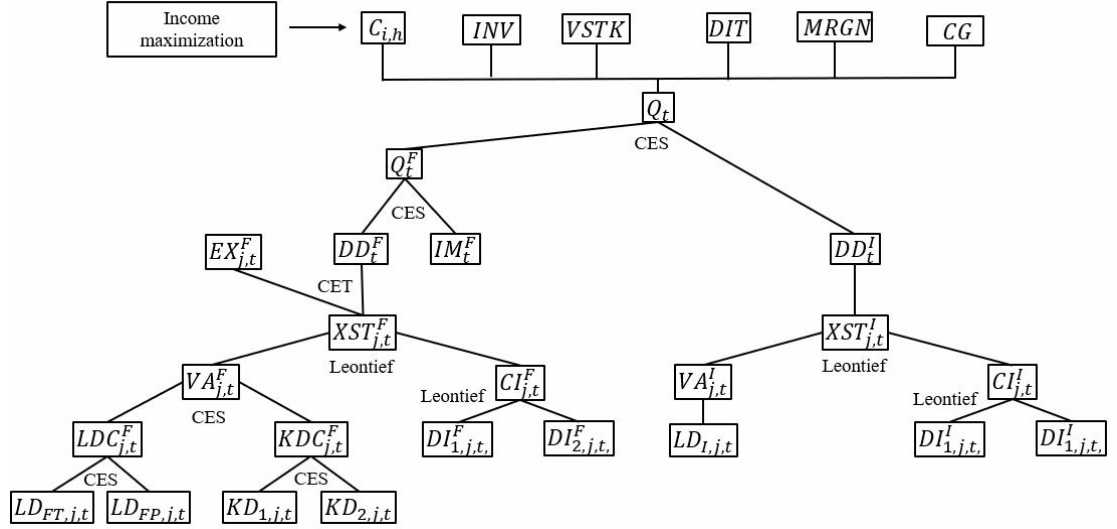 Income
maximization
C_{i,h}
INV
VSTK
DIT
MRGN
CG
Q_t
CES
Q_t^F
CES
EX_{j,t}^F
DD_t^F
IM_t^F
DD_t^I
CET
XST_{j,t}^F
XST_{j,t}^I
Leontief
Leontief
VA_{j,t}^F
CI_{j,t}^F
VA_{j,t}^I
CI_{j,t}^I
CES
Leontief
Leontief
LDC_{j,t}^F
KDC_{j,t}^F
DI_{1,j,t,}^F
DI_{2,j,t,}^F
LD_{I,j,t}
DI_{1,j,t,}^I
DI_{1,j,t,}^I
CES
CES
LD_{FT,j,t}
LD_{FP,j,t}
KD_{1,j,t}
KD_{2,j,t}